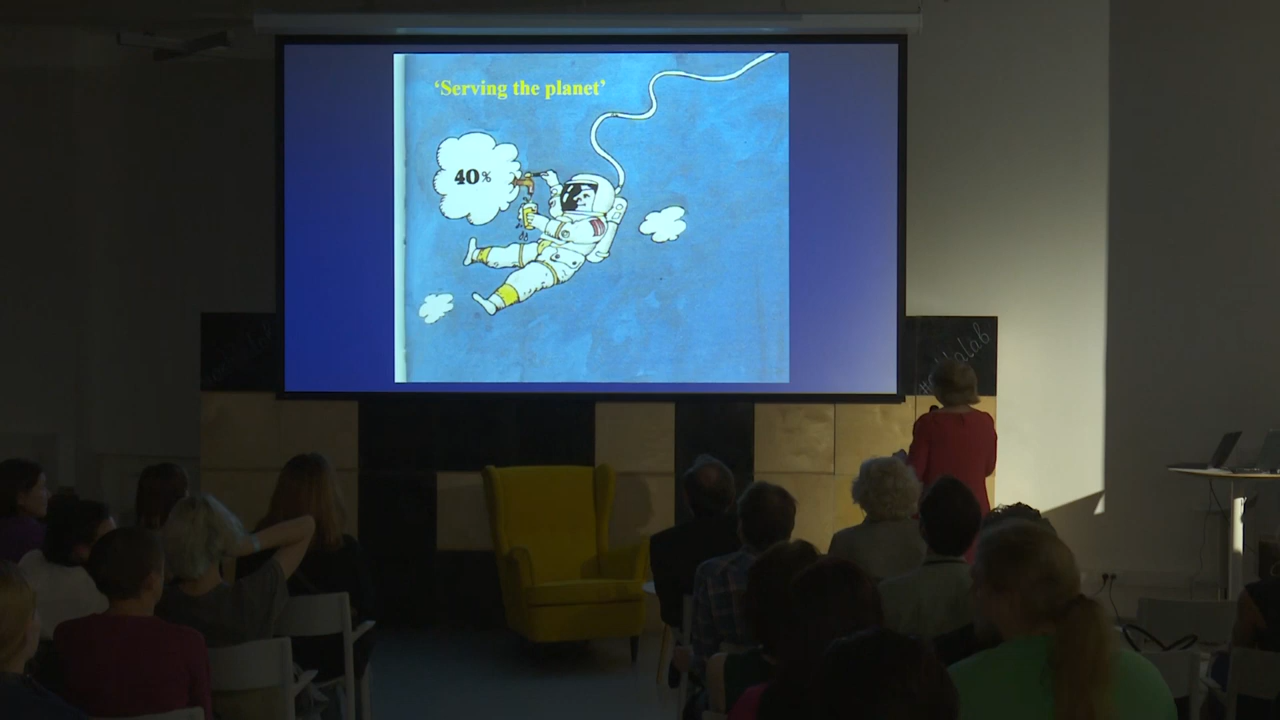 ‘Serving the planet’
40%